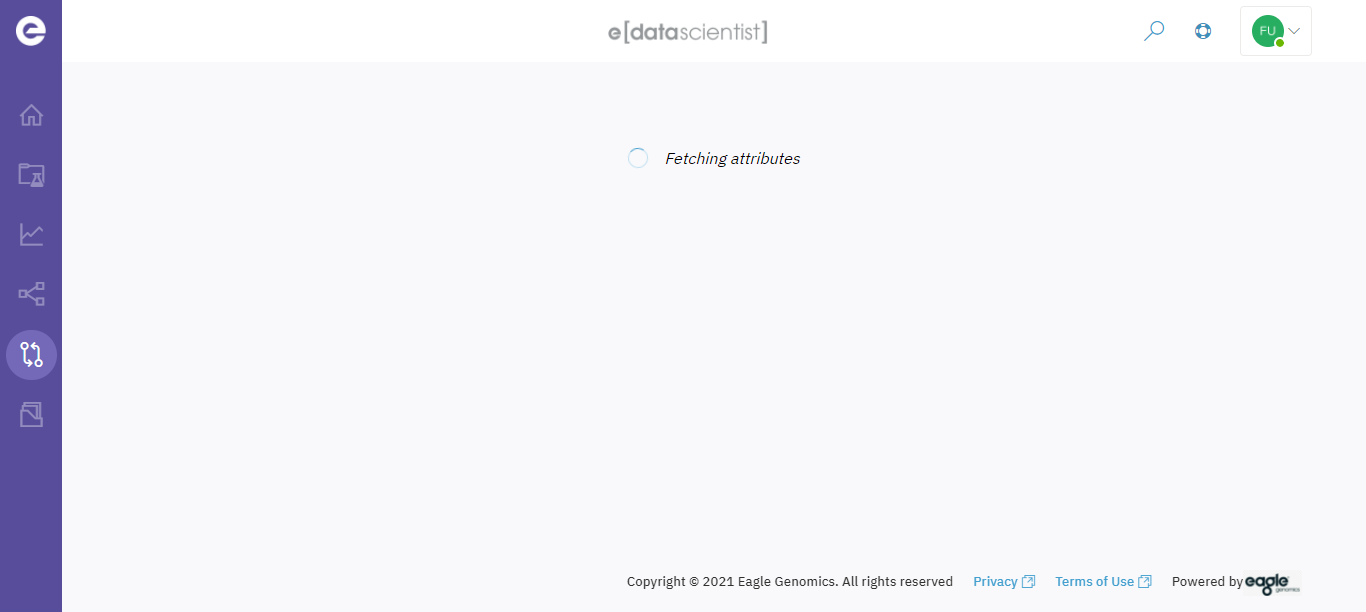 e[datascientist]
FU
Fetching attributes
Copyright © 2021 Eagle Genomics. All rights reserved Privacy Terms of Use Powered by eagle genomics